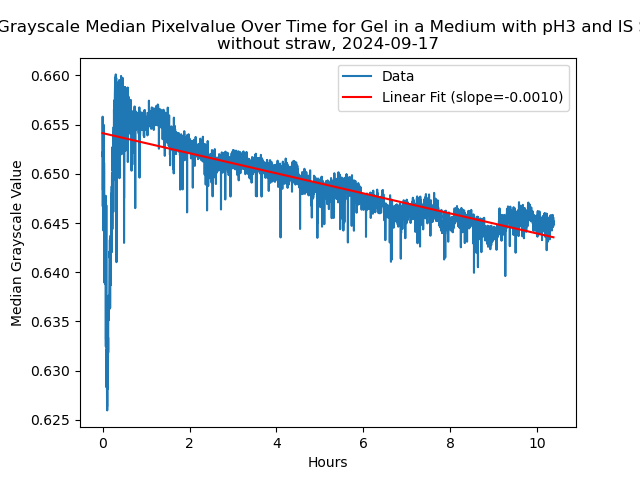 Grayscale Median Pixelvalue Over Time for Gel in a Medium with pH3 and IS
without straw, 2024-09-17
Data
Linear Fit (slope=-0.0010)
0.660
0.655
0.650
0.645
0.640
0.635
0.630
0.625
Median Grayscale Value
0
2
4
6
8
10
Hours